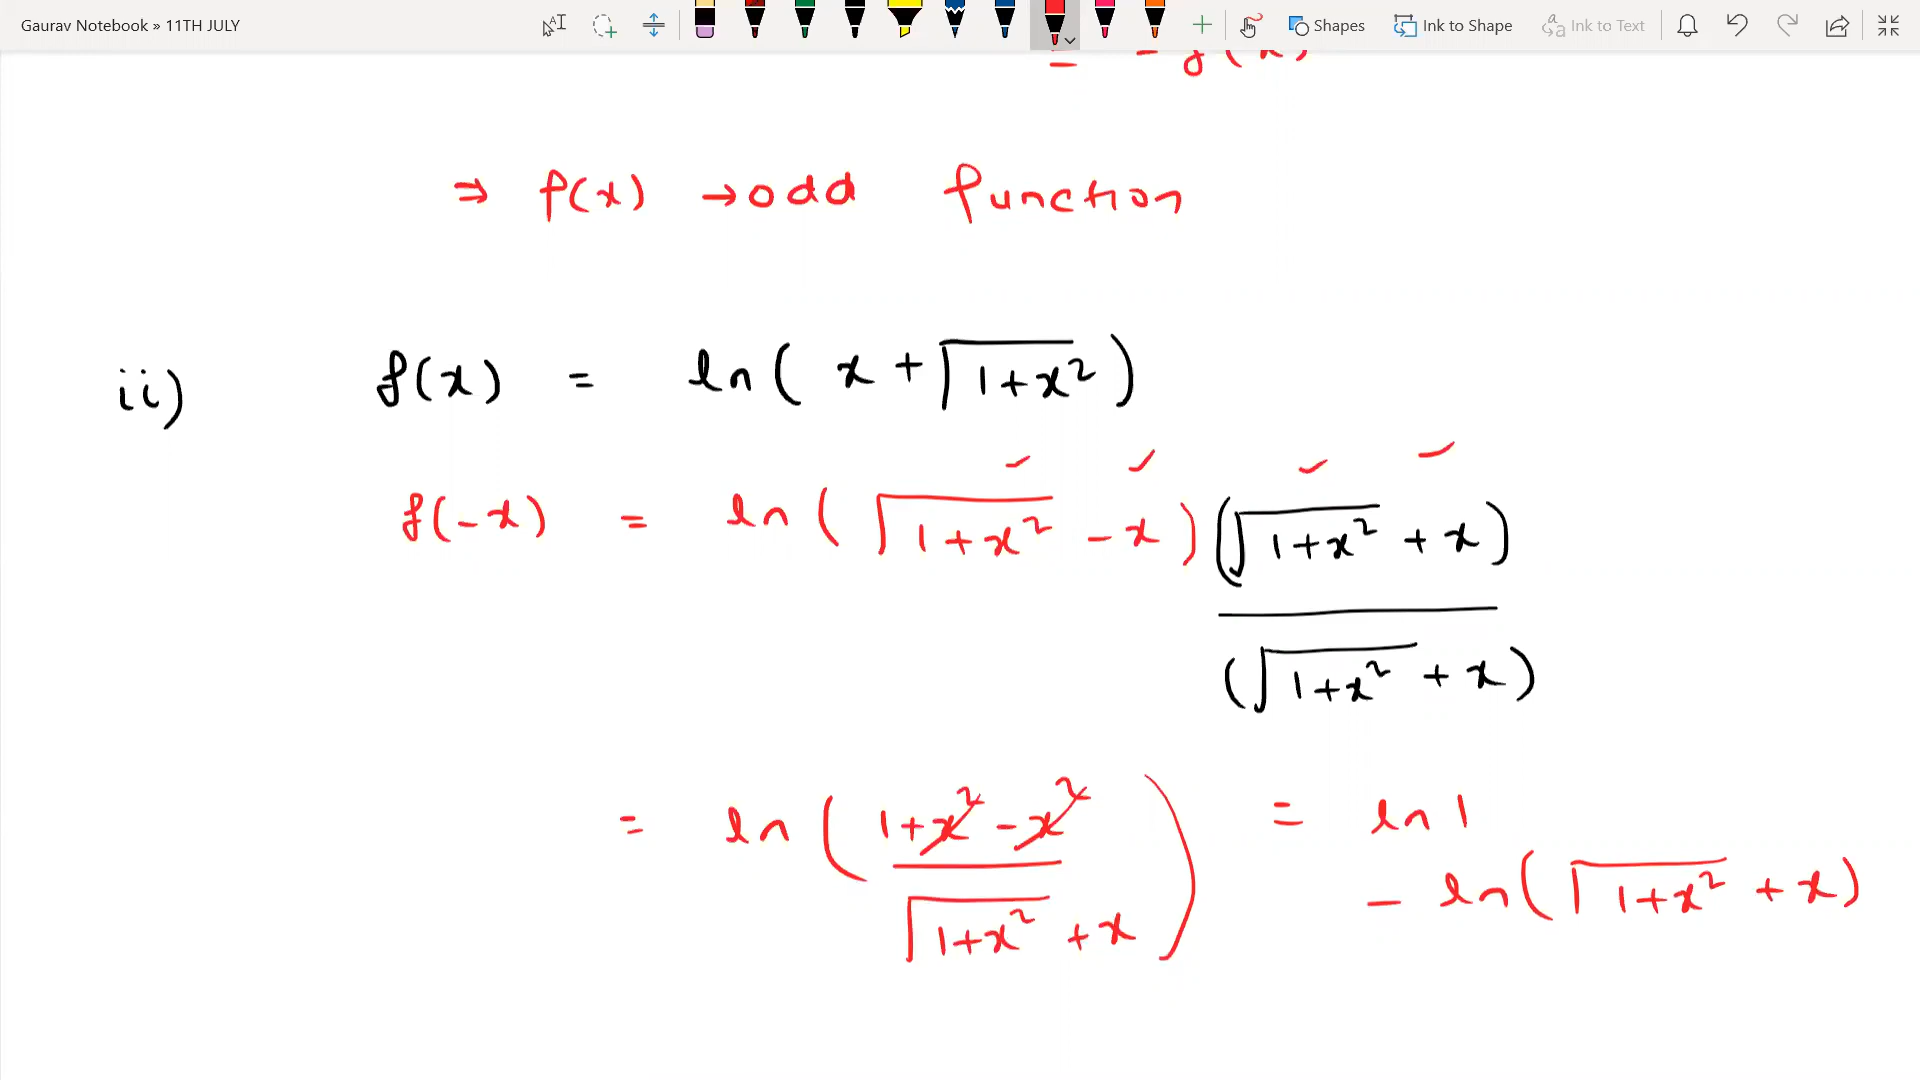 Gaurav Notebook » 11TH JULY
Shapes
Ink to Shape
Ink to Text
= - f(x)
⇒ f(x) → odd function
ii) f(x) = ln( x + √1+x² )
f(-x) = ln( √1+x² - x ) (√1+x² + x)
(√1+x² + x)
= ln ( 1+x² - x² = ln 1
√1+x² + x ) - ln( √1+x² + x )